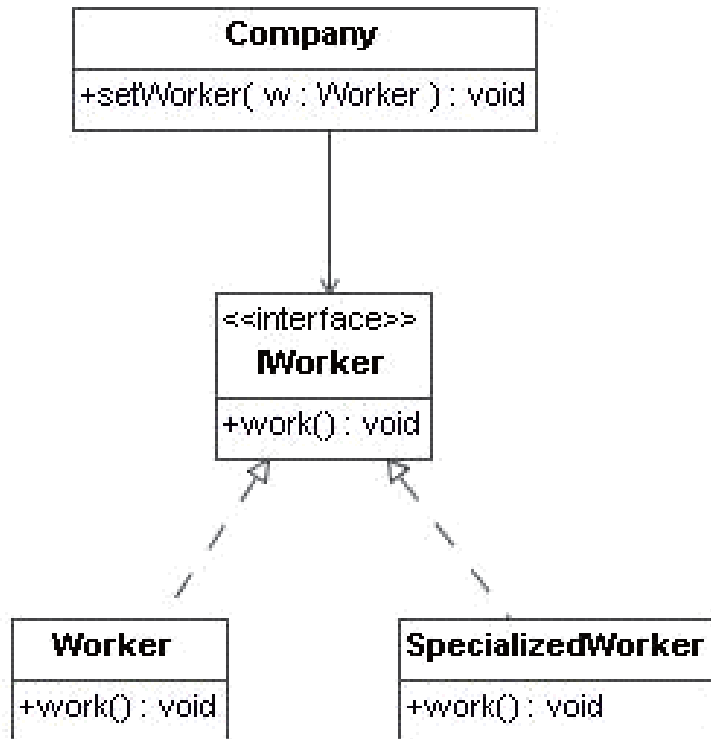 Company
+setWorker( w : Worker ) : void
<<interface>>
IWorker
+work() : void
Worker
+work() : void
SpecializedWorker
+work() : void